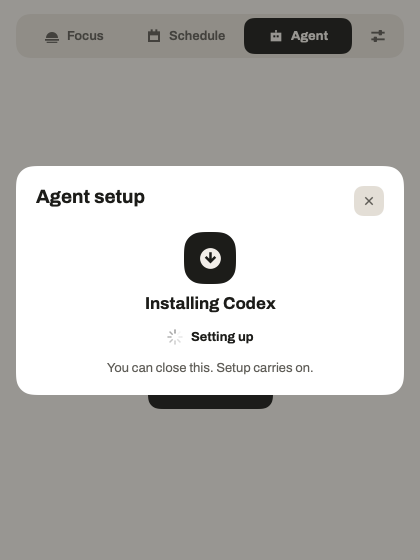 Focus
Schedule
Agent
Agent setup
Installing Codex
Setting up
You can close this. Setup carries on.